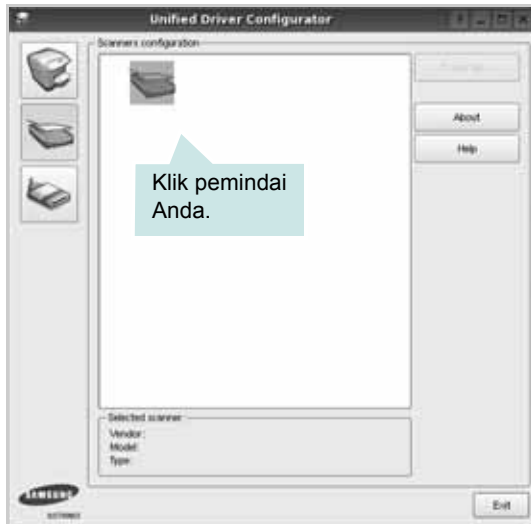 Unified Driver Configurator
Scanners configuration
About
Help
Klik pemindai
Anda.
Selected scanner
Vendor:
Model:
Type:
SAMSUNG
Exit